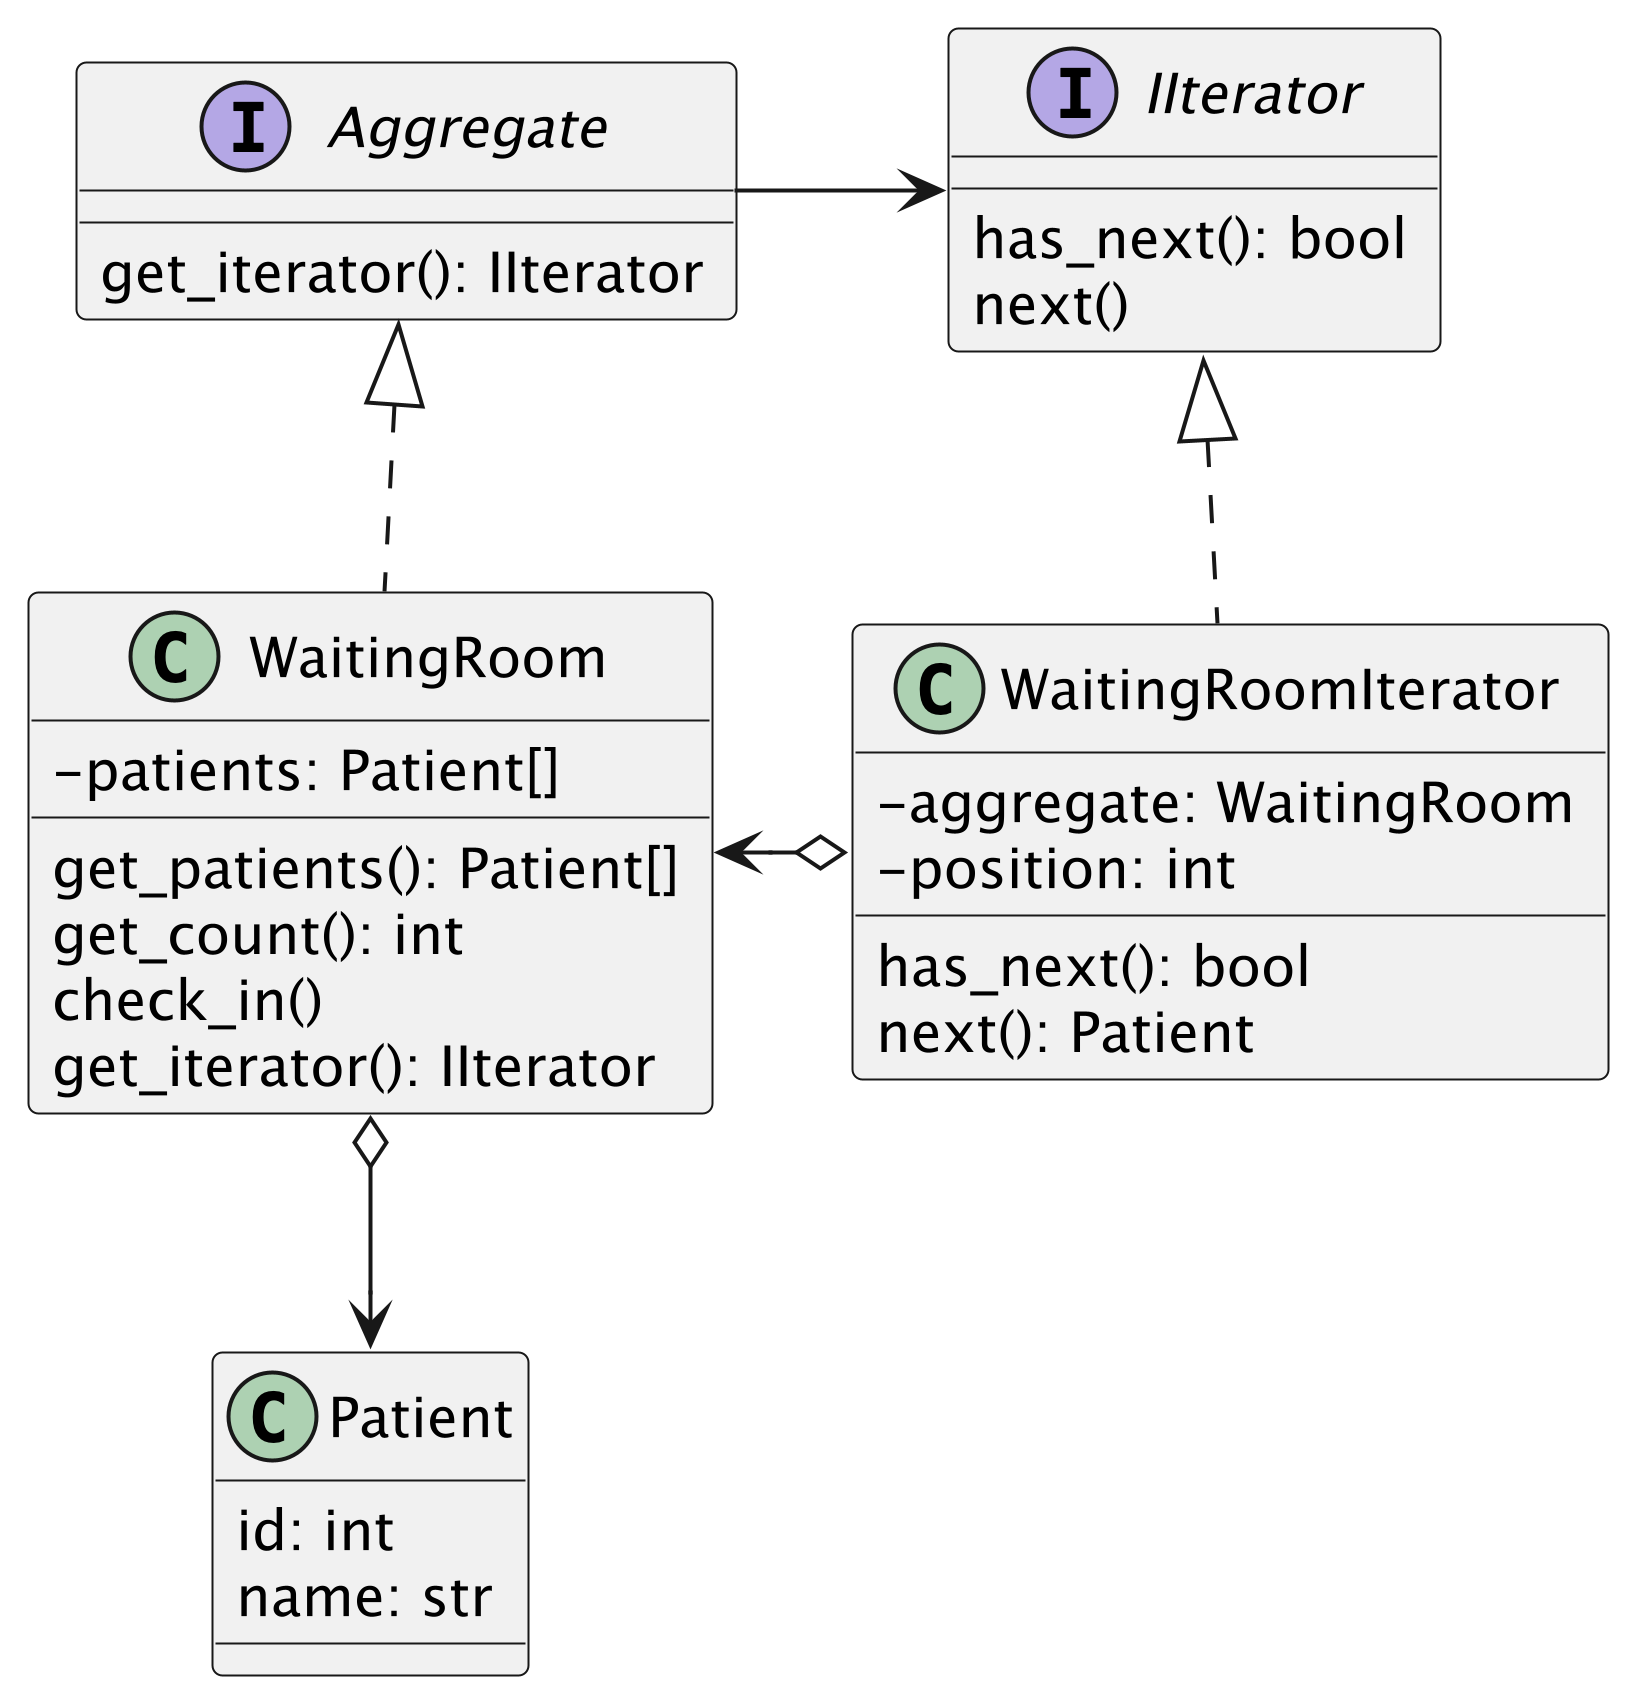 I Aggregate
get_iterator(): IIterator
I IIterator
has_next(): bool
next()
C WaitingRoom
-patients: Patient[]
get_patients(): Patient[]
get_count(): int
check_in()
get_iterator(): IIterator
C WaitingRoomIterator
-aggregate: WaitingRoom
-position: int
has_next(): bool
next(): Patient
C Patient
id: int
name: str